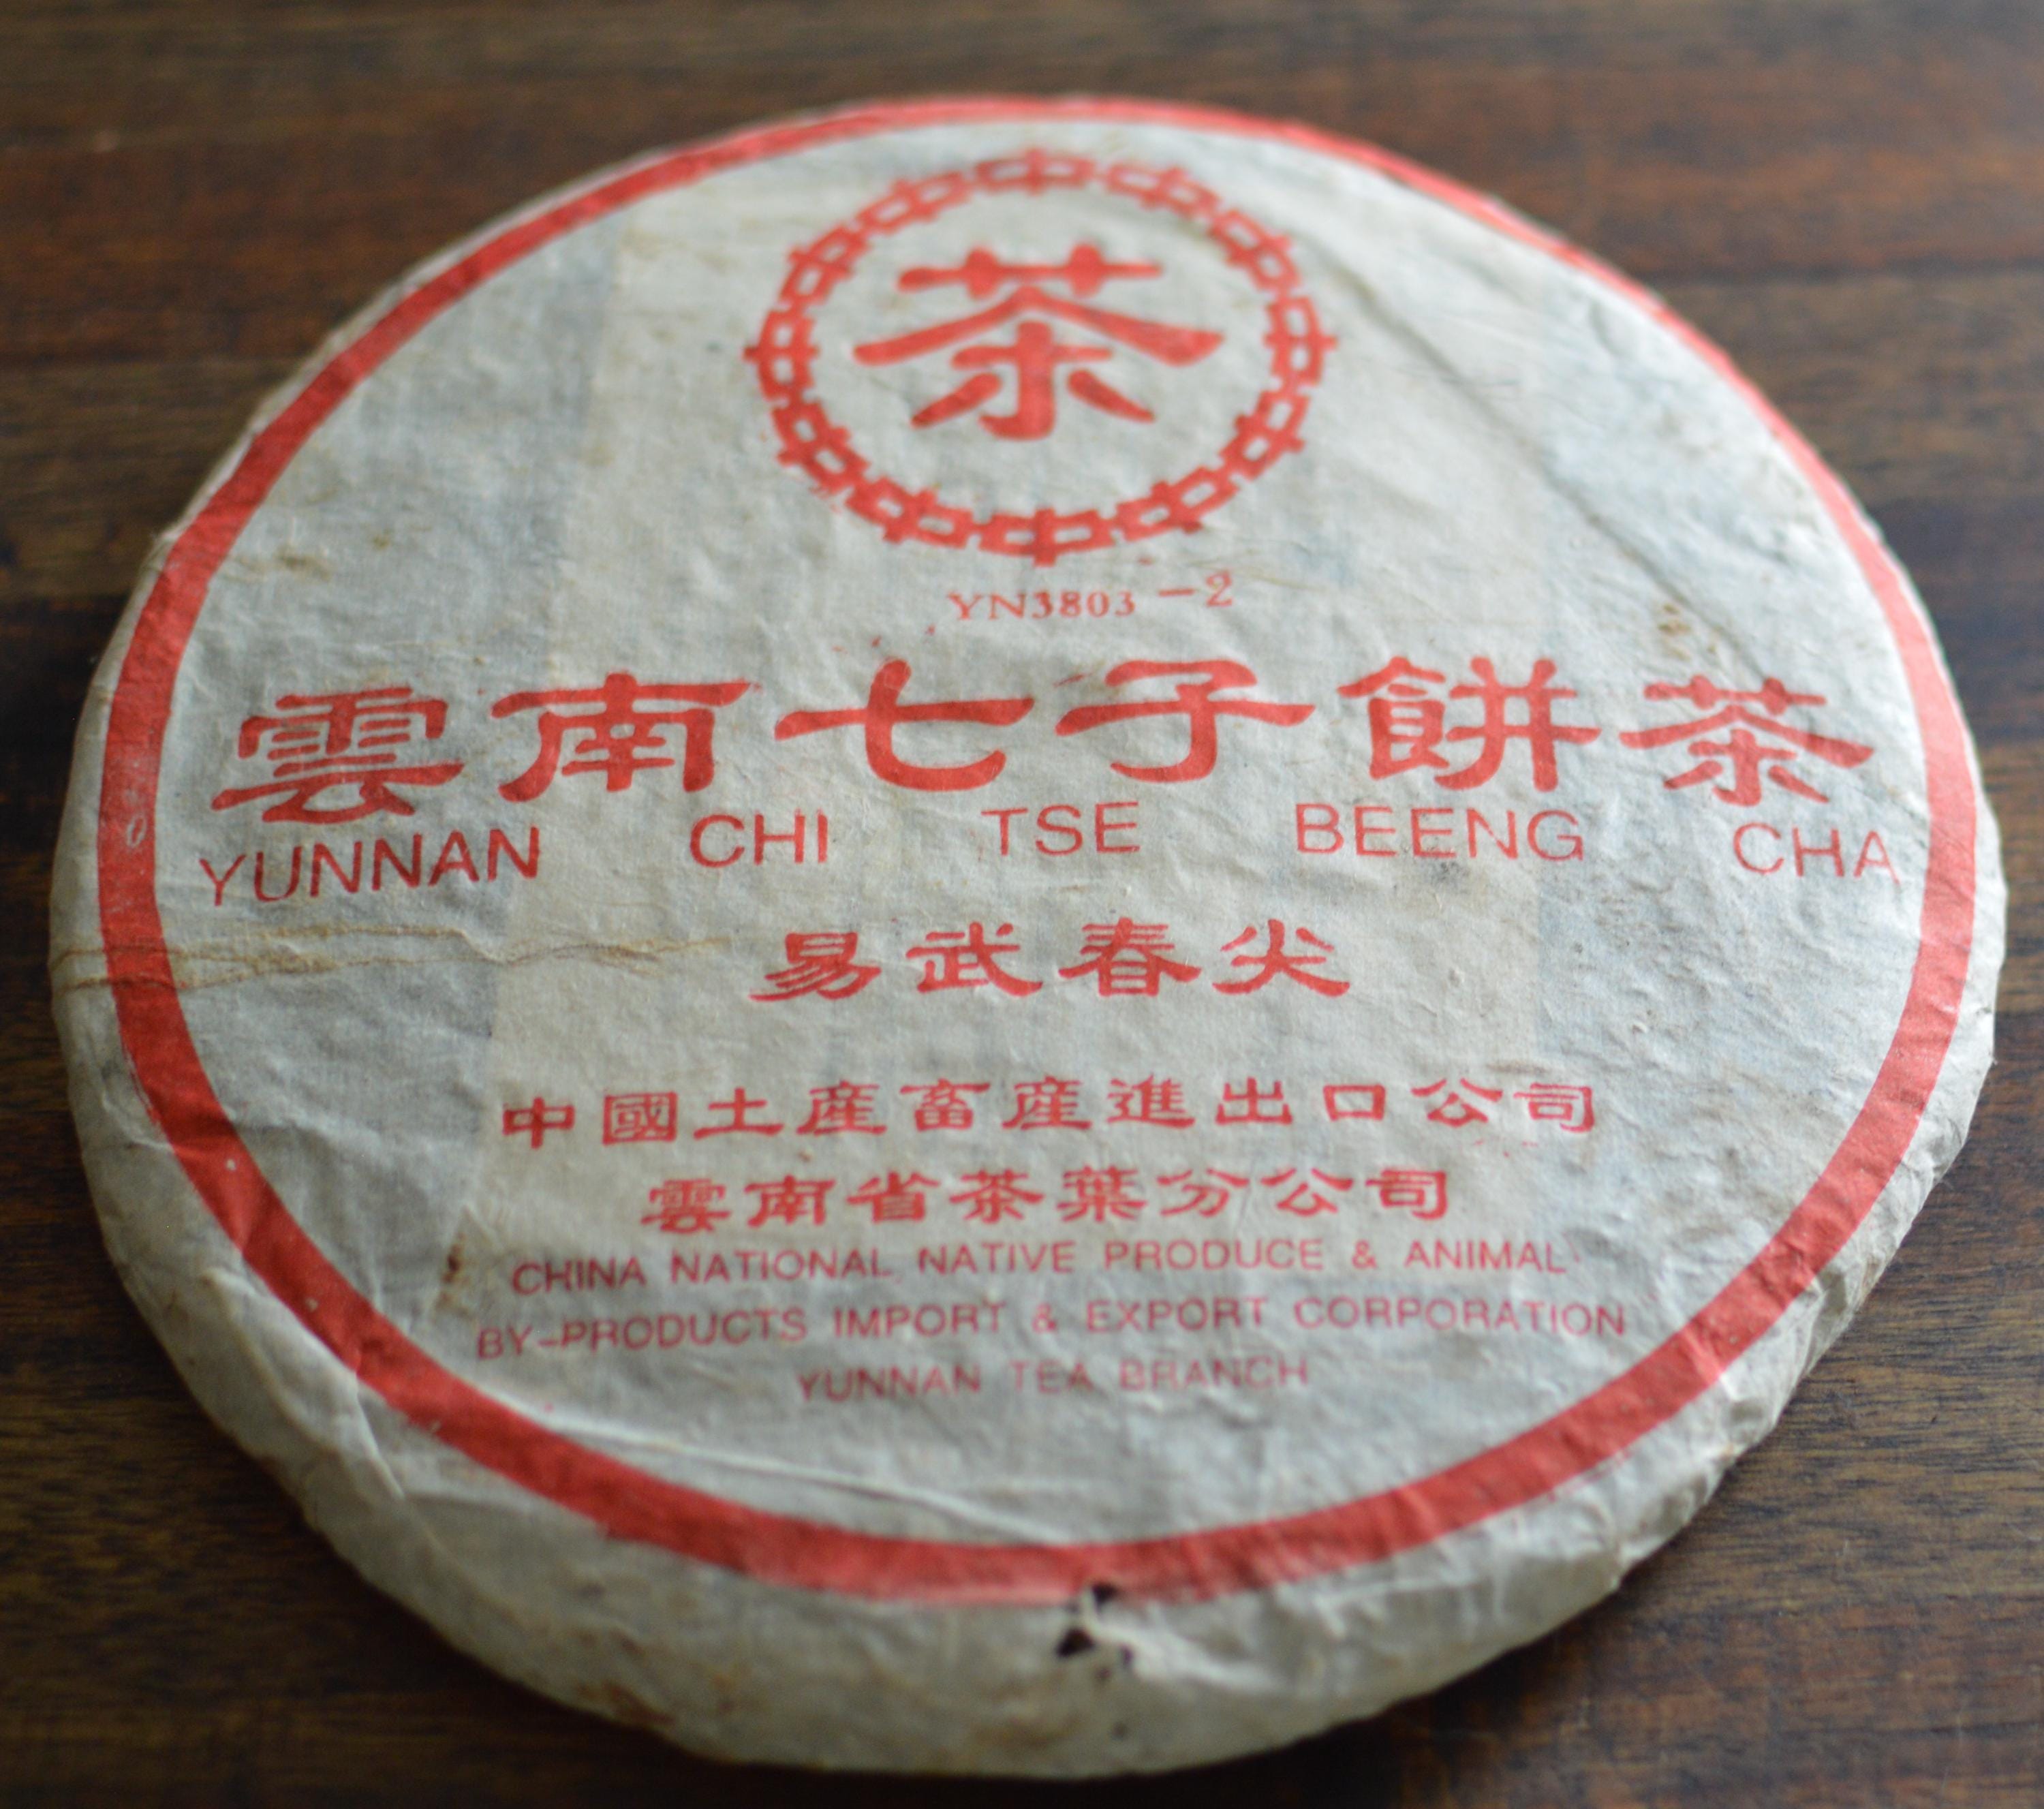 茶
YN3803-2
雲南七子餅茶
YUNNAN CHI TSE BEENG CHA
易武春尖
中國土産畜産進出口公司
雲南省茶葉分公司
CHINA NATIONAL NATIVE PRODUCE & ANIMAL
BY-PRODUCTS IMPORT & EXPORT CORPORATION
YUNNAN TEA BRANCH